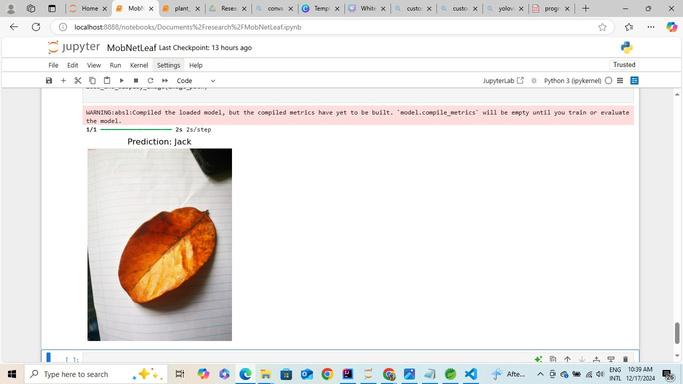 Home
MobN
plant_
Resea
conve
Temp
White
custo
custo
yolov
progr
localhost:8888/notebooks/Documents%2Fresearch%2FMobNetLeaf.ipynb
jupyter MobNetLeaf Last Checkpoint: 13 hours ago
File Edit View Run Kernel Settings Help
Trusted
Code
JupyterLab
Python 3 (ipykernel)
WARNING:absl:Compiled the loaded model, but the compiled metrics have yet to be built. `model.compile_metrics` will be empty until you train or evaluate
the model.
1/1 2s 2s/step
Prediction: Jack
[ ]:
Type here to search
Afte...
ENG
INTL
10:39 AM
12/17/2024